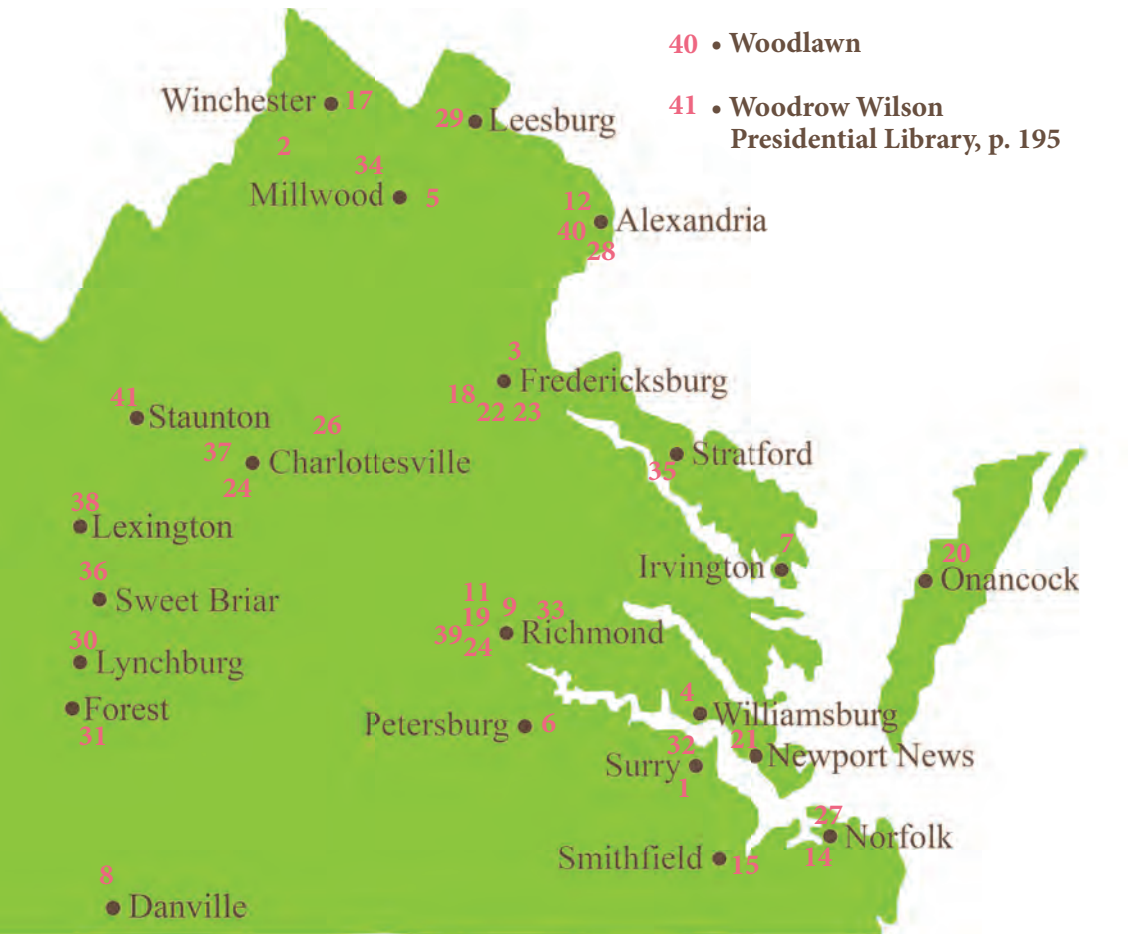 40 • Woodlawn
41 • Woodrow Wilson
Presidential Library, p. 195
Winchester 17
29 Leesburg
2
34
Millwood 5
12
Alexandria
40
28
3
Fredericksburg
18
22 23
41
Staunton
26
37
Charlottesville
24
Stratford
35
38
Lexington
7
Irvington
20
Onancock
36
Sweet Briar
11
9 33
19
Richmond
39
24
30
Lynchburg
Forest
31
4
Williamsburg
Petersburg 6
21
Newport News
32
Surry
1
27
Norfolk
14
Smithfield 15
8
Danville